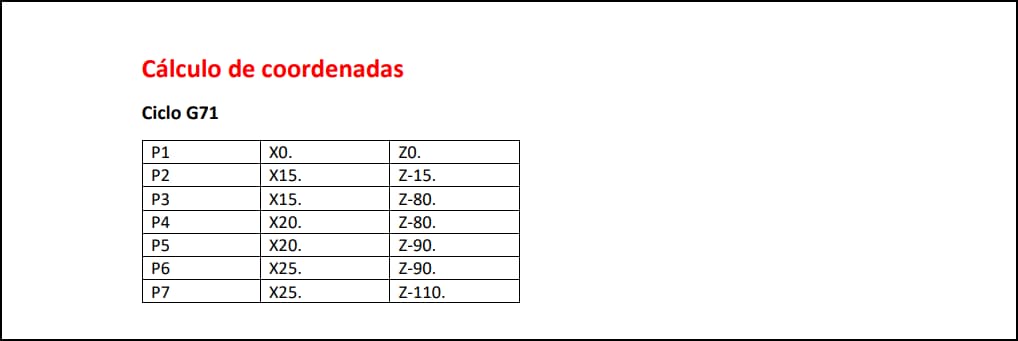 Cálculo de coordenadas
Ciclo G71
P1 X0. Z0.
P2 X15. Z-15.
P3 X15. Z-80.
P4 X20. Z-80.
P5 X20. Z-90.
P6 X25. Z-90.
P7 X25. Z-110.